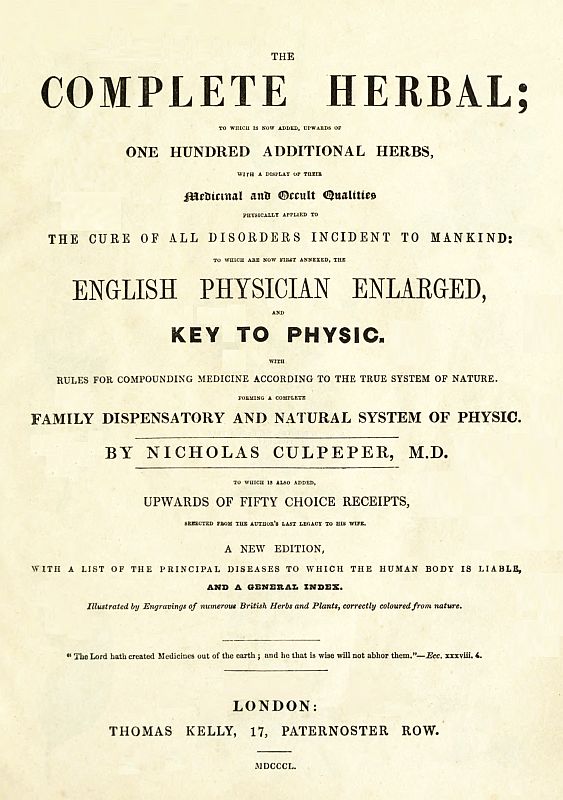 THE
COMPLETE HERBAL;
TO WHICH IS NOW ADDED, UPWARDS OF
ONE HUNDRED ADDITIONAL HERBS,
WITH A DISPLAY OF THEIR
Medicinal and Occult Qualities
PHYSICALLY APPLIED TO
THE CURE OF ALL DISORDERS INCIDENT TO MANKIND:
TO WHICH ARE NOW FIRST ANNEXED, THE
ENGLISH PHYSICIAN ENLARGED,
AND
KEY TO PHYSIC.
WITH
RULES FOR COMPOUNDING MEDICINE ACCORDING TO THE TRUE SYSTEM OF NATURE.
FORMING A COMPLETE
FAMILY DISPENSATORY AND NATURAL SYSTEM OF PHYSIC.
BY NICHOLAS CULPEPER, M.D.
TO WHICH IS ALSO ADDED,
UPWARDS OF FIFTY CHOICE RECEIPTS,
SELECTED FROM THE AUTHOR'S LAST LEGACY TO HIS WIFE.
A NEW EDITION,
WITH A LIST OF THE PRINCIPAL DISEASES TO WHICH THE HUMAN BODY IS LIABLE,
AND A GENERAL INDEX.
Illustrated by Engravings of numerous British Herbs and Plants, correctly coloured from nature.
"The Lord hath created Medicines out of the earth; and he that is wise will not abhor them."—Ecc. xxxviii. 4.
LONDON:
THOMAS KELLY, 17, PATERNOSTER ROW.
MDCCCL.